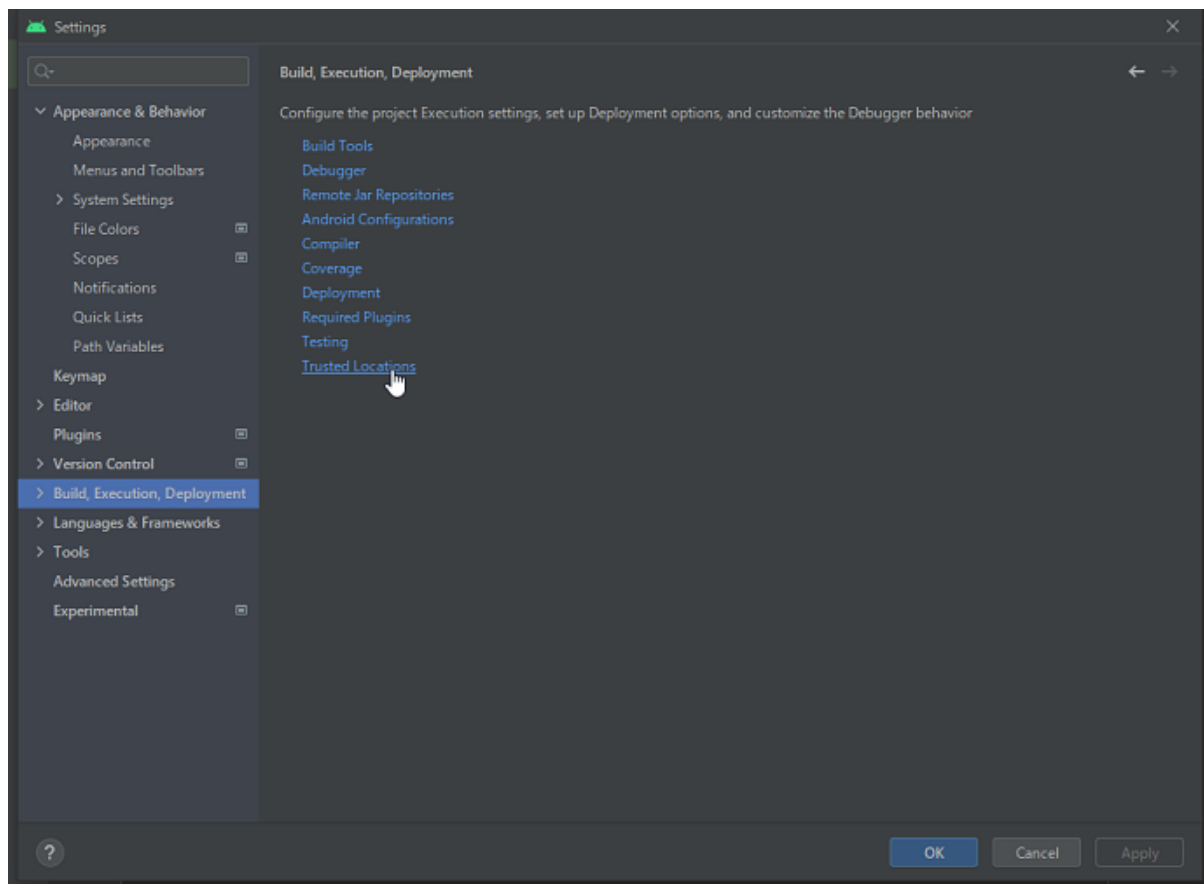 Settings
Appearance & Behavior
Appearance
Menus and Toolbars
System Settings
File Colors
Scopes
Notifications
Quick Lists
Path Variables
Keymap
Editor
Plugins
Version Control
Build, Execution, Deployment
Languages & Frameworks
Tools
Advanced Settings
Experimental
Build, Execution, Deployment
Configure the project Execution settings, set up Deployment options, and customize the Debugger behavior
Build Tools
Debugger
Remote Jar Repositories
Android Configurations
Compiler
Coverage
Deployment
Required Plugins
Testing
Trusted Locations
?
OK
Cancel
Apply